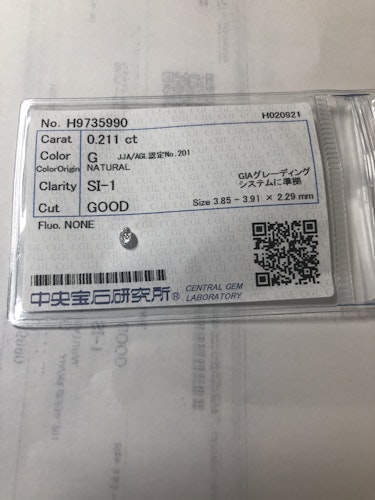 No. H9735990 H020921
Carat 0.211 ct
Color G JJA/AGL認定No.201
ColorOrigin NATURAL
Clarity SI-1 GIAグレーディング
システムに準拠
Cut GOOD Size 3.85 - 3.91 × 2.29 mm
Fluo. NONE
中央宝石研究所® CENTRAL GEM
LABORATORY